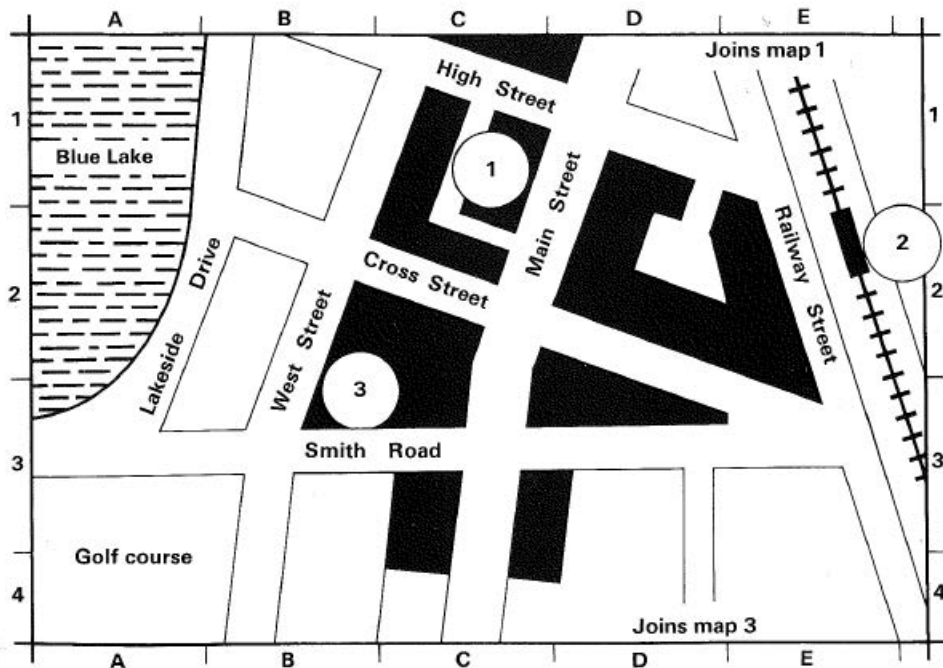 A B C D E
Joins map 1
High Street
1 1
Blue Lake
1
Main Street
Railway Street
2
Drive
Cross Street
2 2
Lakeside
West Street
3
Smith Road
3 3
Golf course
4 4
Joins map 3
A B C D E